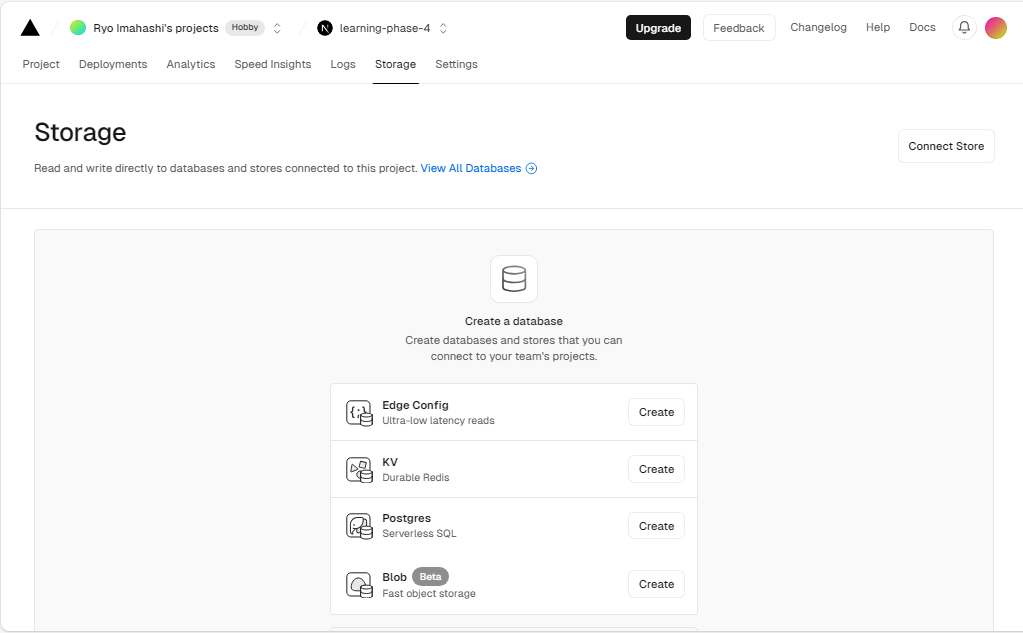 Ryo Imahashi's projects Hobby
N learning-phase-4
Upgrade
Feedback
Changelog
Help
Docs
Project
Deployments
Analytics
Speed Insights
Logs
Storage
Settings
Storage
Read and write directly to databases and stores connected to this project. View All Databases
Connect Store
Create a database
Create databases and stores that you can
connect to your team's projects.
Edge Config
Ultra-low latency reads
Create
KV
Durable Redis
Create
Postgres
Serverless SQL
Create
Blob Beta
Fast object storage
Create